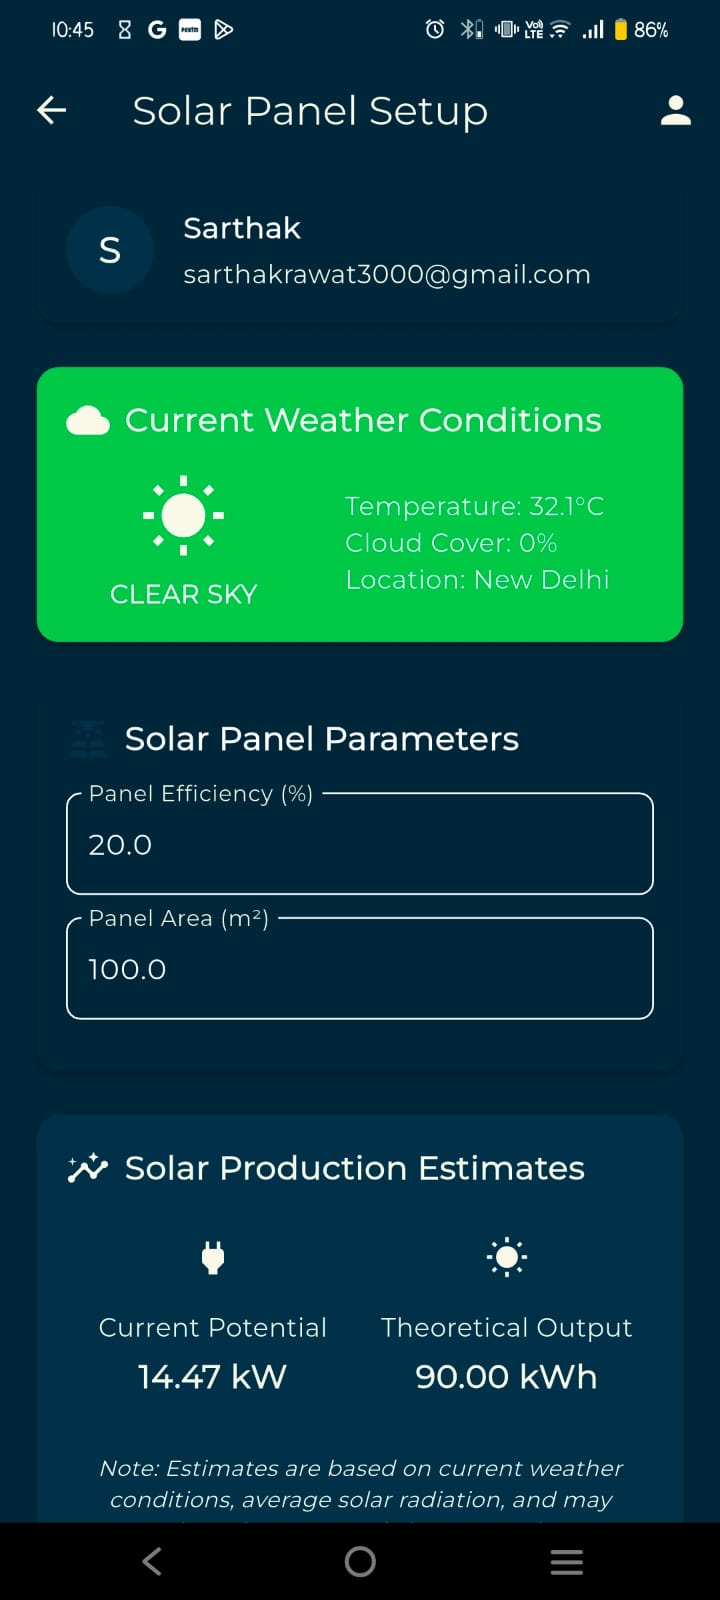 10:45
G
Paytm
Vo)
LTE
86%
Solar Panel Setup
S
Sarthak
sarthakrawat3000@gmail.com
Current Weather Conditions
CLEAR SKY
Temperature: 32.1°C
Cloud Cover: 0%
Location: New Delhi
Solar Panel Parameters
Panel Efficiency (%)
20.0
Panel Area (m²)
100.0
Solar Production Estimates
Current Potential
14.47 kW
Theoretical Output
90.00 kWh
Note: Estimates are based on current weather
conditions, average solar radiation, and may